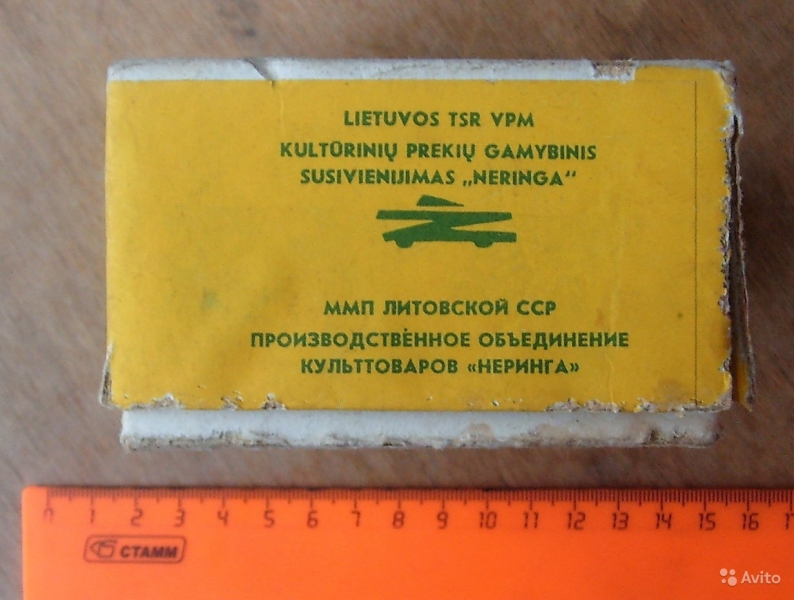 LIETUVOS TSR VPM
KULTŪRINIŲ PREKIŲ GAMYBINIS
SUSIVIENIJIMAS „NERINGA“
ММП ЛИТОВСКОЙ ССР
ПРОИЗВОДСТВЕННОЕ ОБЪЕДИНЕНИЕ
КУЛЬТТОВАРОВ «НЕРИНГА»
0 1 2 3 4 5 6 7 8 9 10 11 12 13 14 15 16
СТАММ
Avito